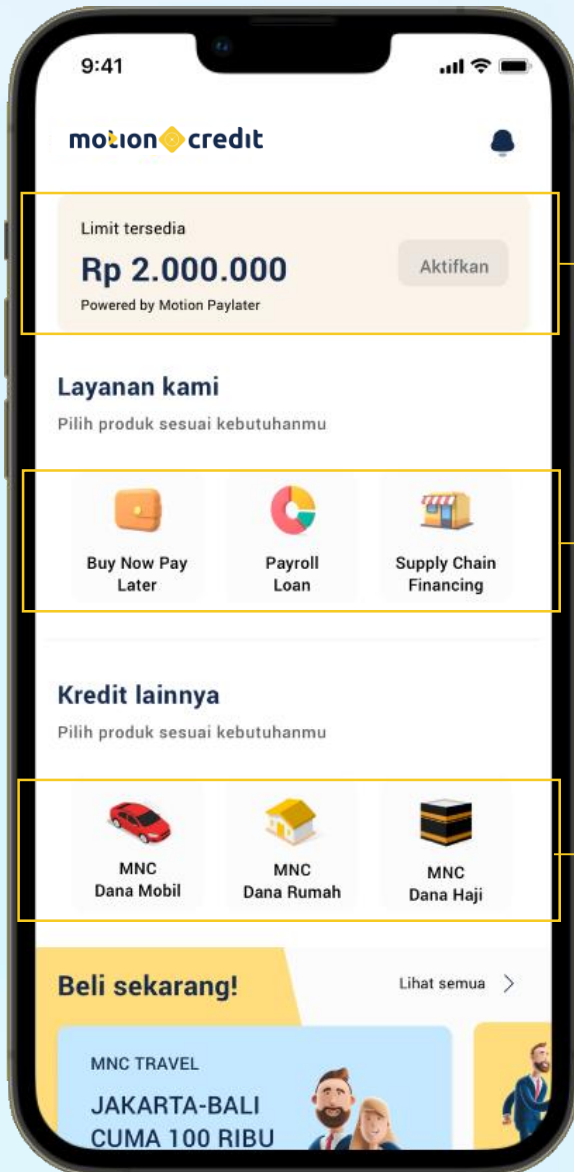 9:41
motion credit
Limit tersedia
Rp 2.000.000
Aktifkan
Powered by Motion Paylater
Layanan kami
Pilih produk sesuai kebutuhanmu
Buy Now Pay
Later
Payroll
Loan
Supply Chain
Financing
Kredit lainnya
Pilih produk sesuai kebutuhanmu
MNC
Dana Mobil
MNC
Dana Rumah
MNC
Dana Haji
Beli sekarang!
Lihat semua
MNC TRAVEL
JAKARTA-BALI
CUMA 100 RIBU